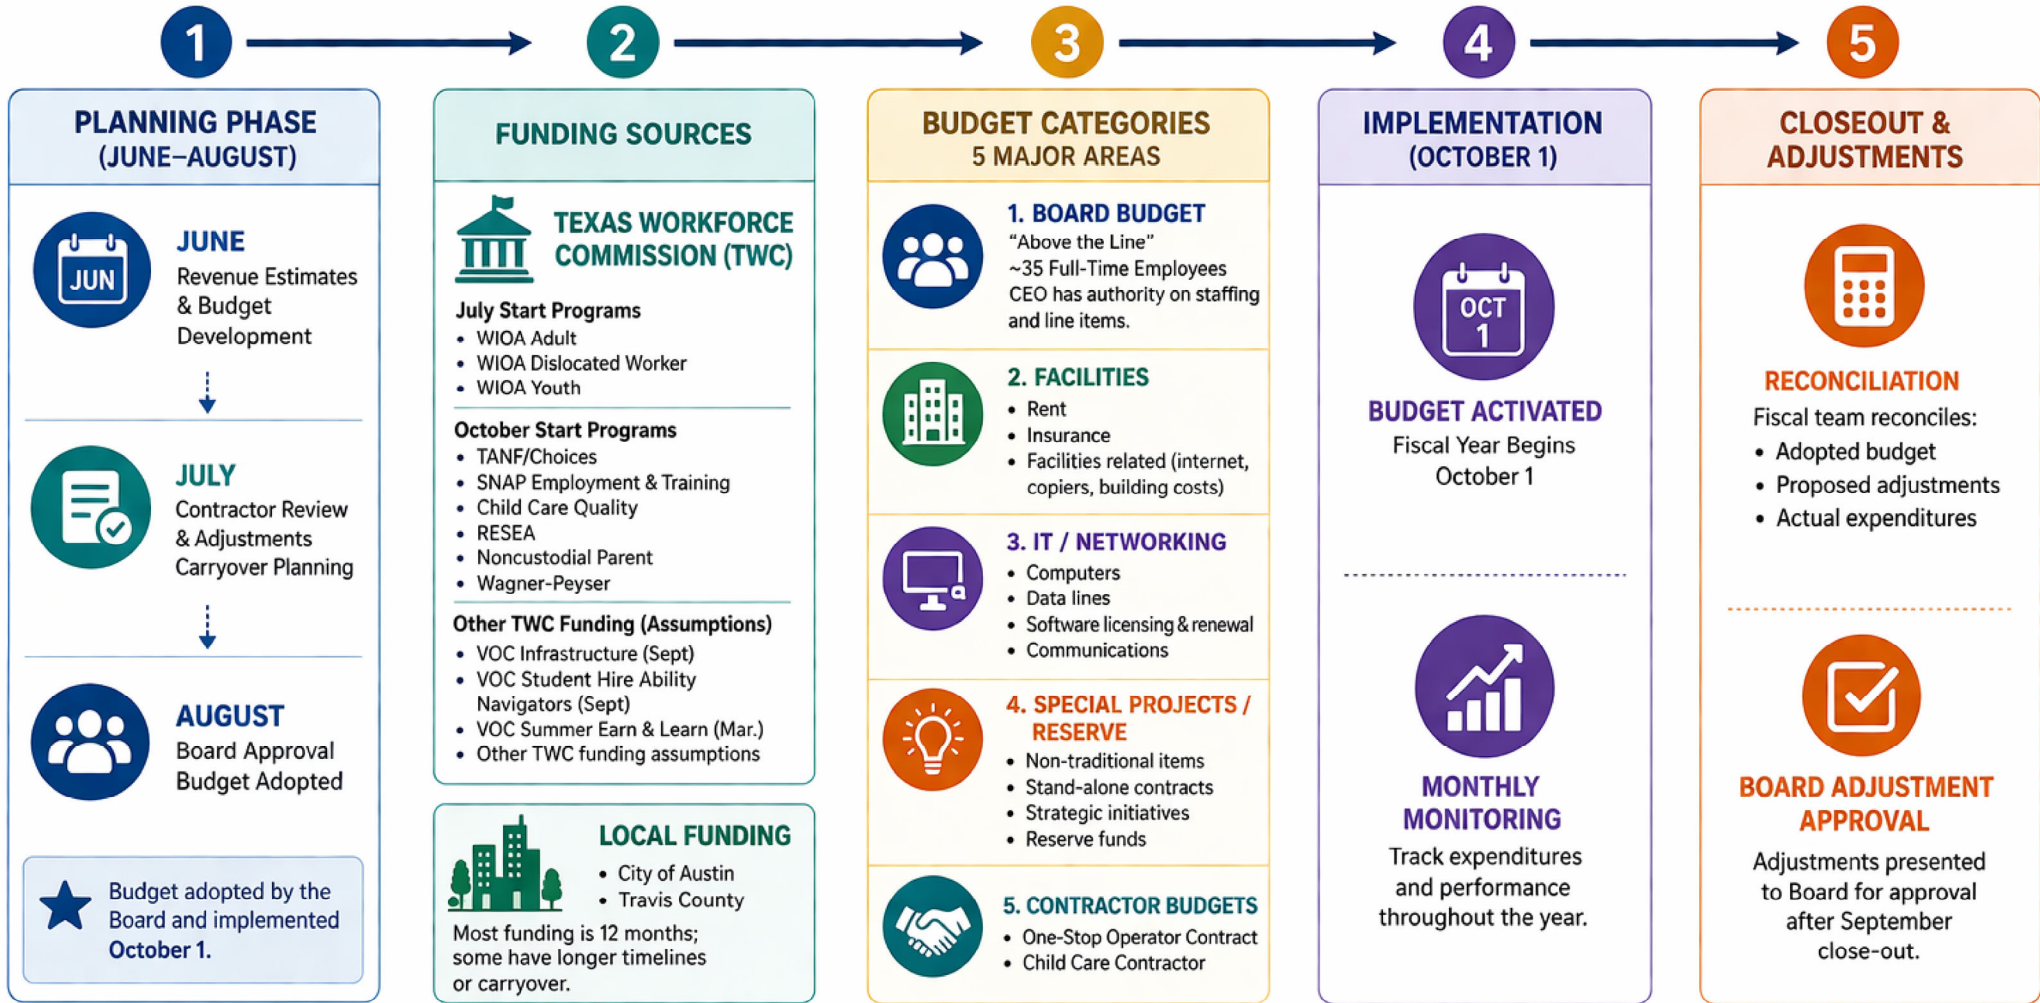 1
2
3
4
5
PLANNING PHASE
(JUNE–AUGUST)
JUN
JUNE
Revenue Estimates
& Budget
Development
JULY
Contractor Review
& Adjustments
Carryover Planning
AUGUST
Board Approval
Budget Adopted
Budget adopted by the
Board and implemented
October 1.
FUNDING SOURCES
TEXAS WORKFORCE
COMMISSION (TWC)
July Start Programs
• WIOA Adult
• WIOA Dislocated Worker
• WIOA Youth
October Start Programs
• TANF/Choices
• SNAP Employment & Training
• Child Care Quality
• RESEA
• Noncustodial Parent
• Wagner-Peyser
Other TWC Funding (Assumptions)
• VOC Infrastructure (Sept)
• VOC Student Hire Ability
Navigators (Sept)
• VOC Summer Earn & Learn (Mar.)
• Other TWC funding assumptions
LOCAL FUNDING
• City of Austin
• Travis County
Most funding is 12 months;
some have longer timelines
or carryover.
BUDGET CATEGORIES
5 MAJOR AREAS
1. BOARD BUDGET
“Above the Line”
~35 Full-Time Employees
CEO has authority on staffing
and line items.
2. FACILITIES
• Rent
• Insurance
• Facilities related (internet,
copiers, building costs)
3. IT / NETWORKING
• Computers
• Data lines
• Software licensing & renewal
• Communications
4. SPECIAL PROJECTS /
RESERVE
• Non-traditional items
• Stand-alone contracts
• Strategic initiatives
• Reserve funds
5. CONTRACTOR BUDGETS
• One-Stop Operator Contract
• Child Care Contractor
IMPLEMENTATION
(OCTOBER 1)
OCT
1
BUDGET ACTIVATED
Fiscal Year Begins
October 1
MONTHLY
MONITORING
Track expenditures
and performance
throughout the year.
CLOSEOUT &
ADJUSTMENTS
RECONCILIATION
Fiscal team reconciles:
• Adopted budget
• Proposed adjustments
• Actual expenditures
BOARD ADJUSTMENT
APPROVAL
Adjustments presented
to Board for approval
after September
close-out.